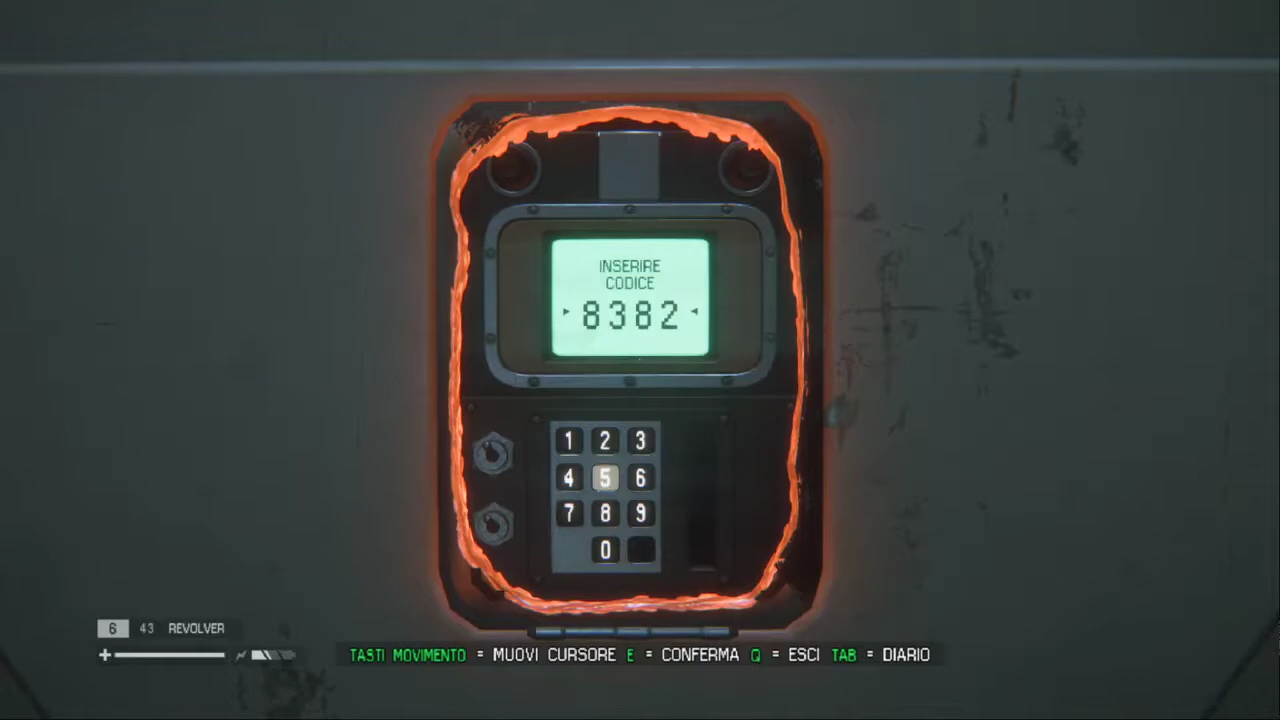 INSERIRE
CODICE
▸ 8382 ◂
1 2 3
4 5 6
7 8 9
0
6 43 REVOLVER
TASTI MOVIMENTO = MUOVI CURSORE E = CONFERMA Q = ESCI TAB = DIARIO